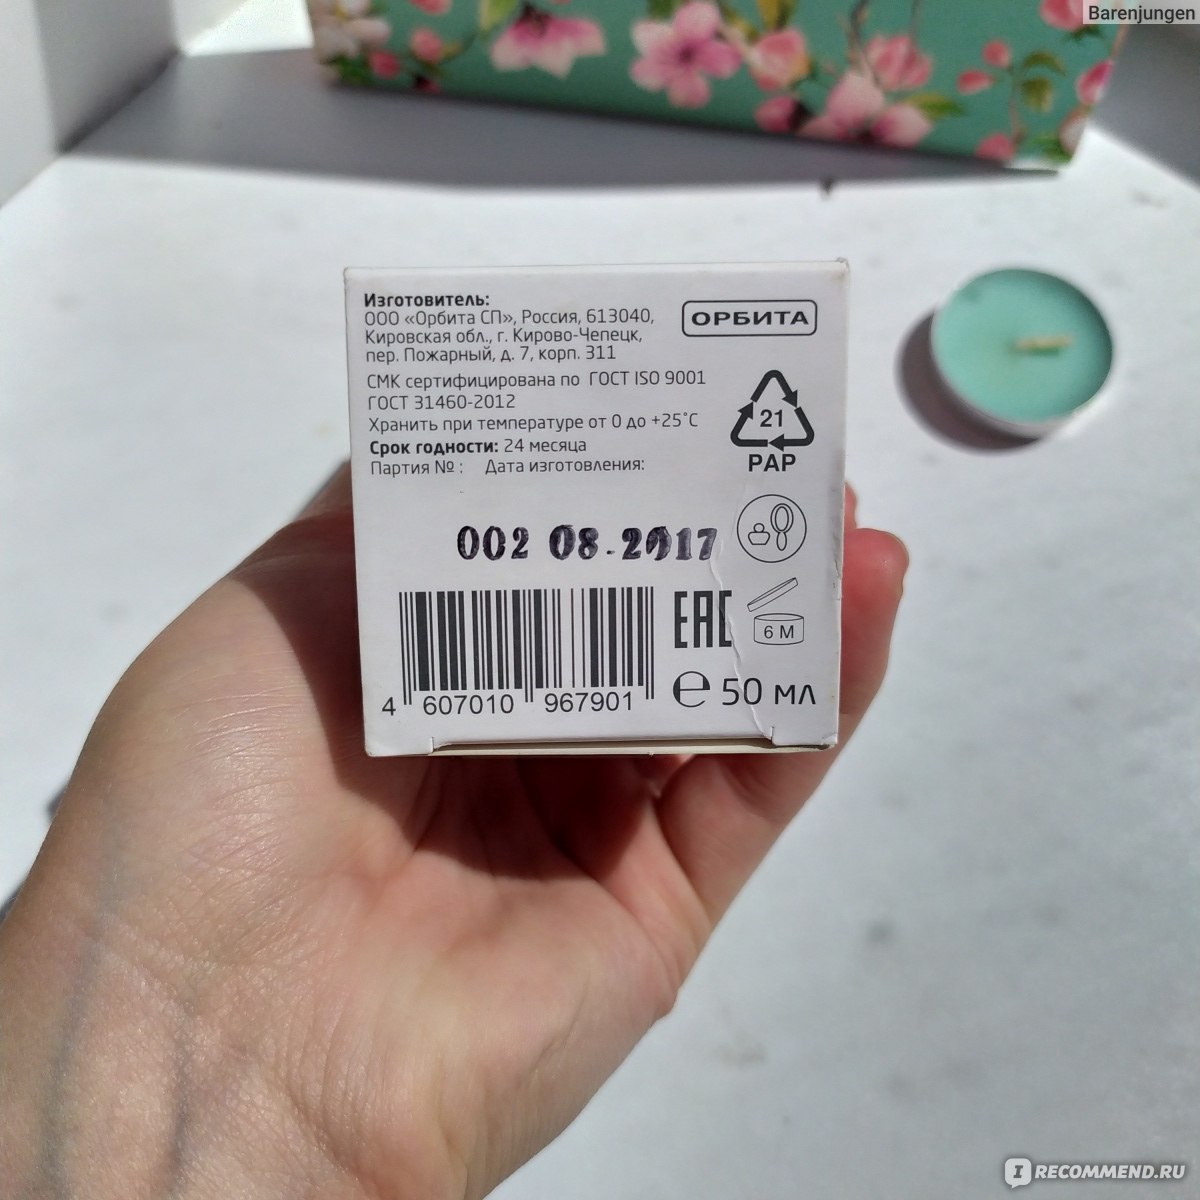 Barenjungen
Изготовитель:
ООО «Орбита СП», Россия, 613040,
Кировская обл., г. Кирово-Чепецк,
пер. Пожарный, д. 7, корп. 311
ОРБИТА
СМК сертифицирована по ГОСТ ISO 9001
ГОСТ 31460-2012
Хранить при температуре от 0 до +25°С
Срок годности: 24 месяца
Партия № : Дата изготовления:
21
PAP
002 08.2017
EAC
6 M
4 607010 967901
e 50 мл
IRECOMMEND.RU